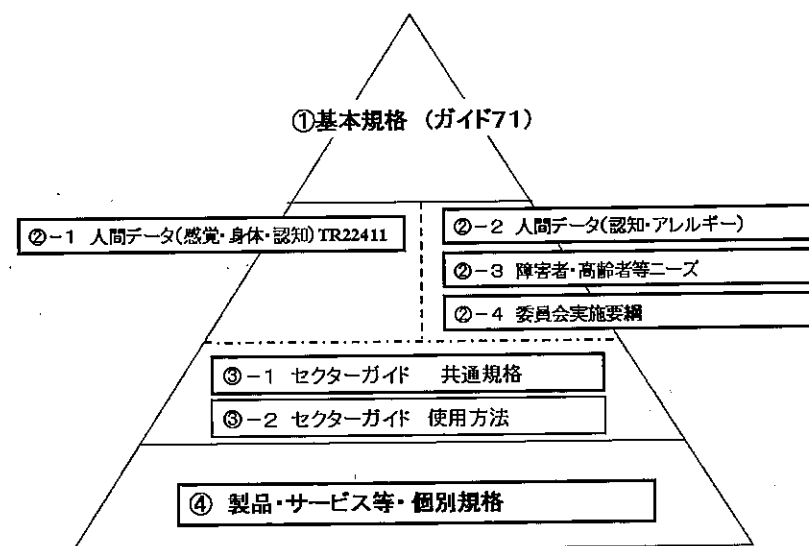 ①基本規格 (ガイド71)
②-1 人間データ(感覚・身体・認知) TR22411
②-2 人間データ(認知・アレルギー)
②-3 障害者・高齢者等ニーズ
②-4 委員会実施要綱
③-1 セクターガイド 共通規格
③-2 セクターガイド 使用方法
④ 製品・サービス等・個別規格